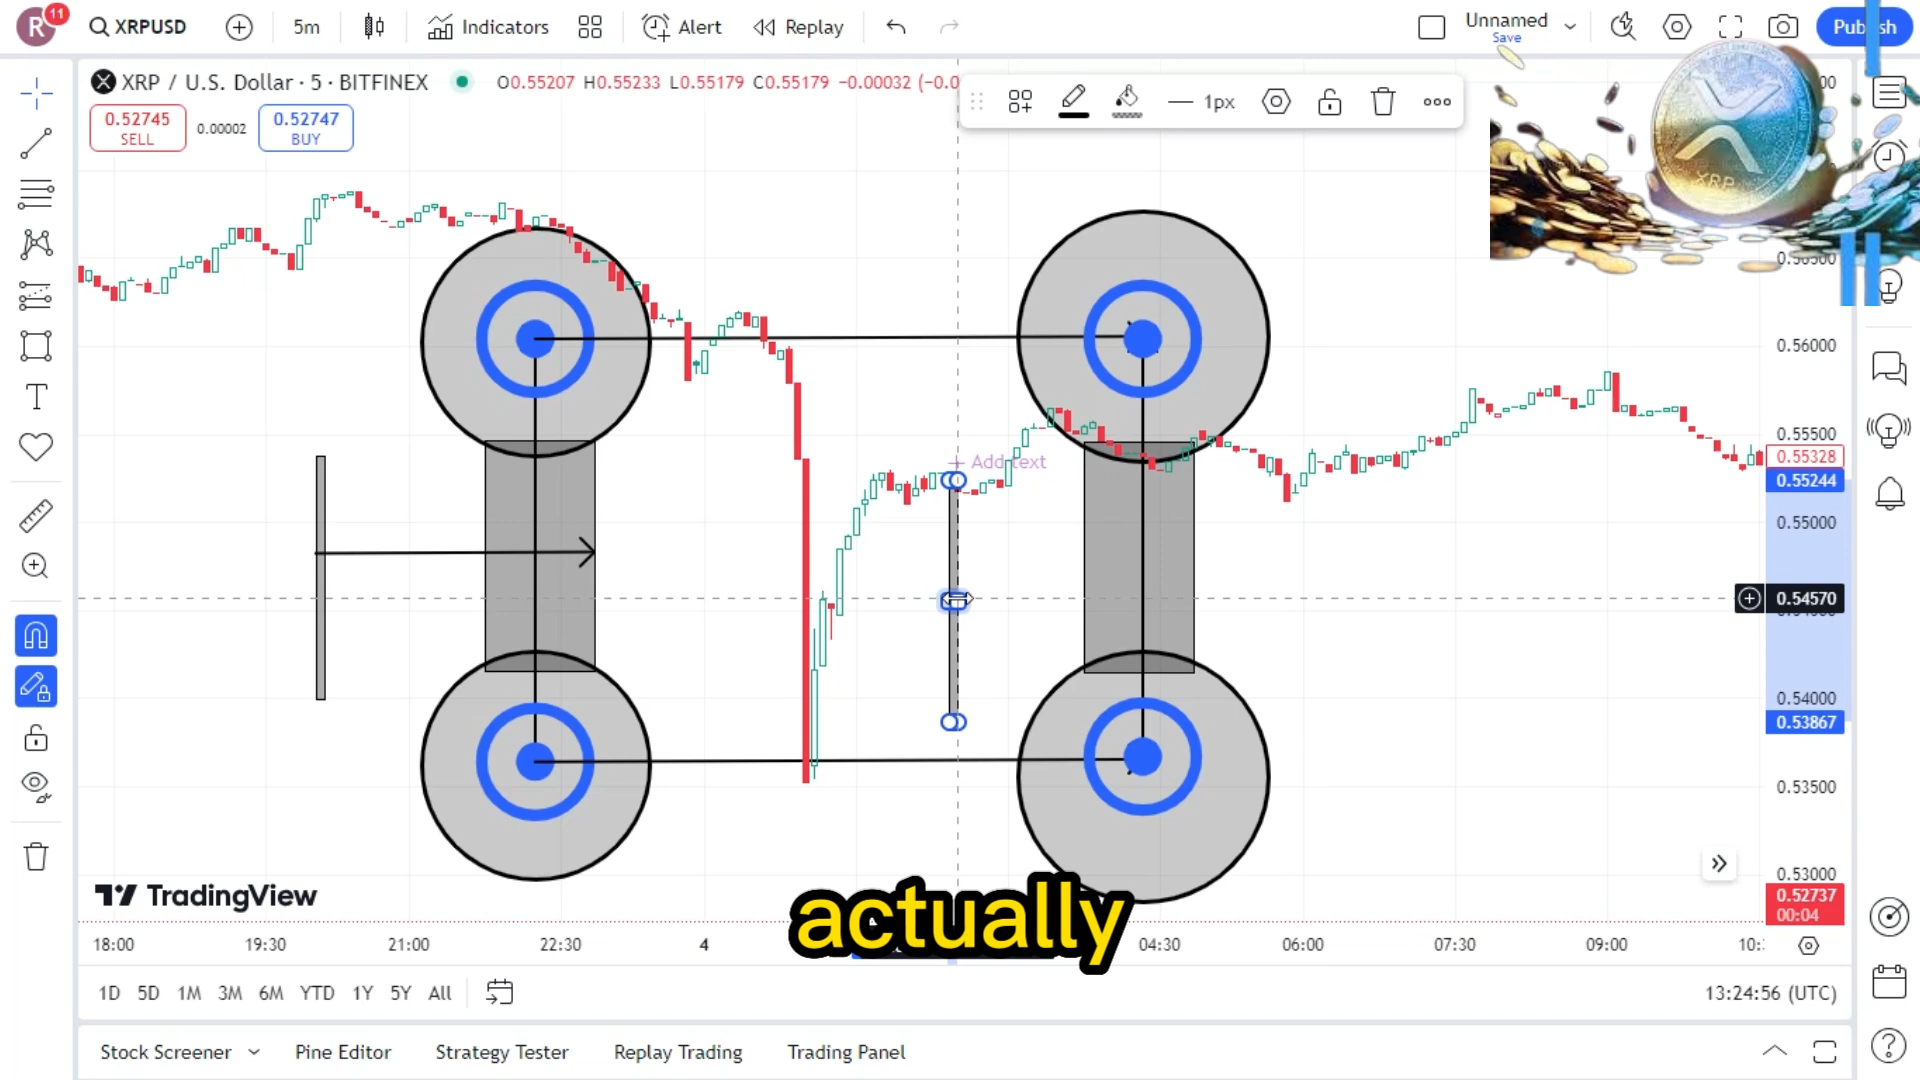 R 11 XRPUSD 5m Indicators Alert Replay Unnamed Save Publish
XRP / U.S. Dollar · 5 · BITFINEX O0.55207 H0.55233 L0.55179 C0.55179 −0.00032 (−0.0
1px
0.52745 SELL 0.00002 0.52747 BUY
XRP
0.56000
0.55500
0.55328
Add text
0.55244
0.55000
0.54570
0.54000
0.53867
0.53500
0.53000
TradingView
0.52737
00:04
actually
18:00 19:30 21:00 22:30 4 04:30 06:00 07:30 09:00 10:
1D 5D 1M 3M 6M YTD 1Y 5Y All 13:24:56 (UTC)
Stock Screener Pine Editor Strategy Tester Replay Trading Trading Panel